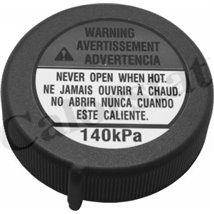 WARNING
AVERTISSEMENT
ADVERTENCIA
NEVER OPEN WHEN HOT.
NE JAMAIS OUVRIR À CHAUD.
NO ABRIR NUNCA CUANDO
ESTE CALIENTE.
140kPa